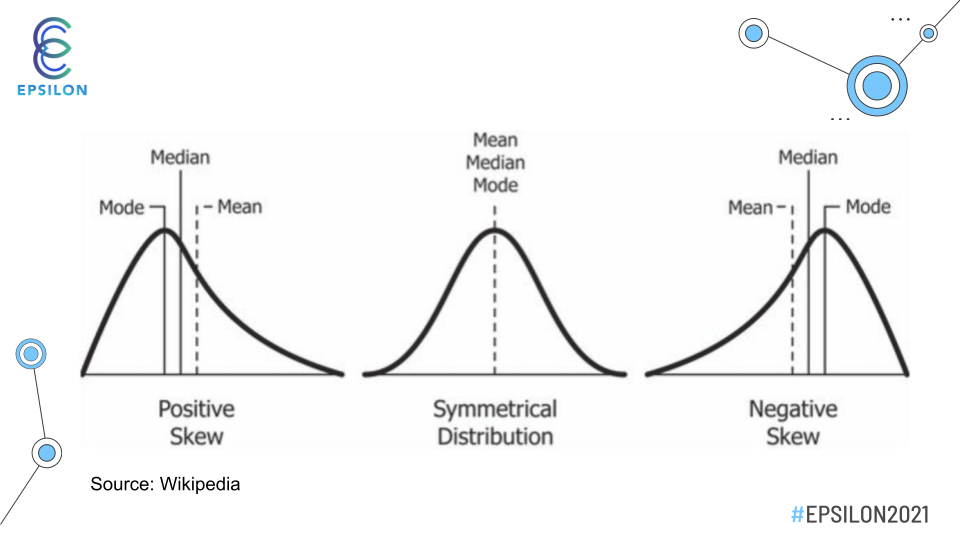 EPSILON
...
...
Median
Mode
Mean
Positive
Skew
Mean
Median
Mode
Symmetrical
Distribution
Median
Mean
Mode
Negative
Skew
Source: Wikipedia
#EPSILON2021